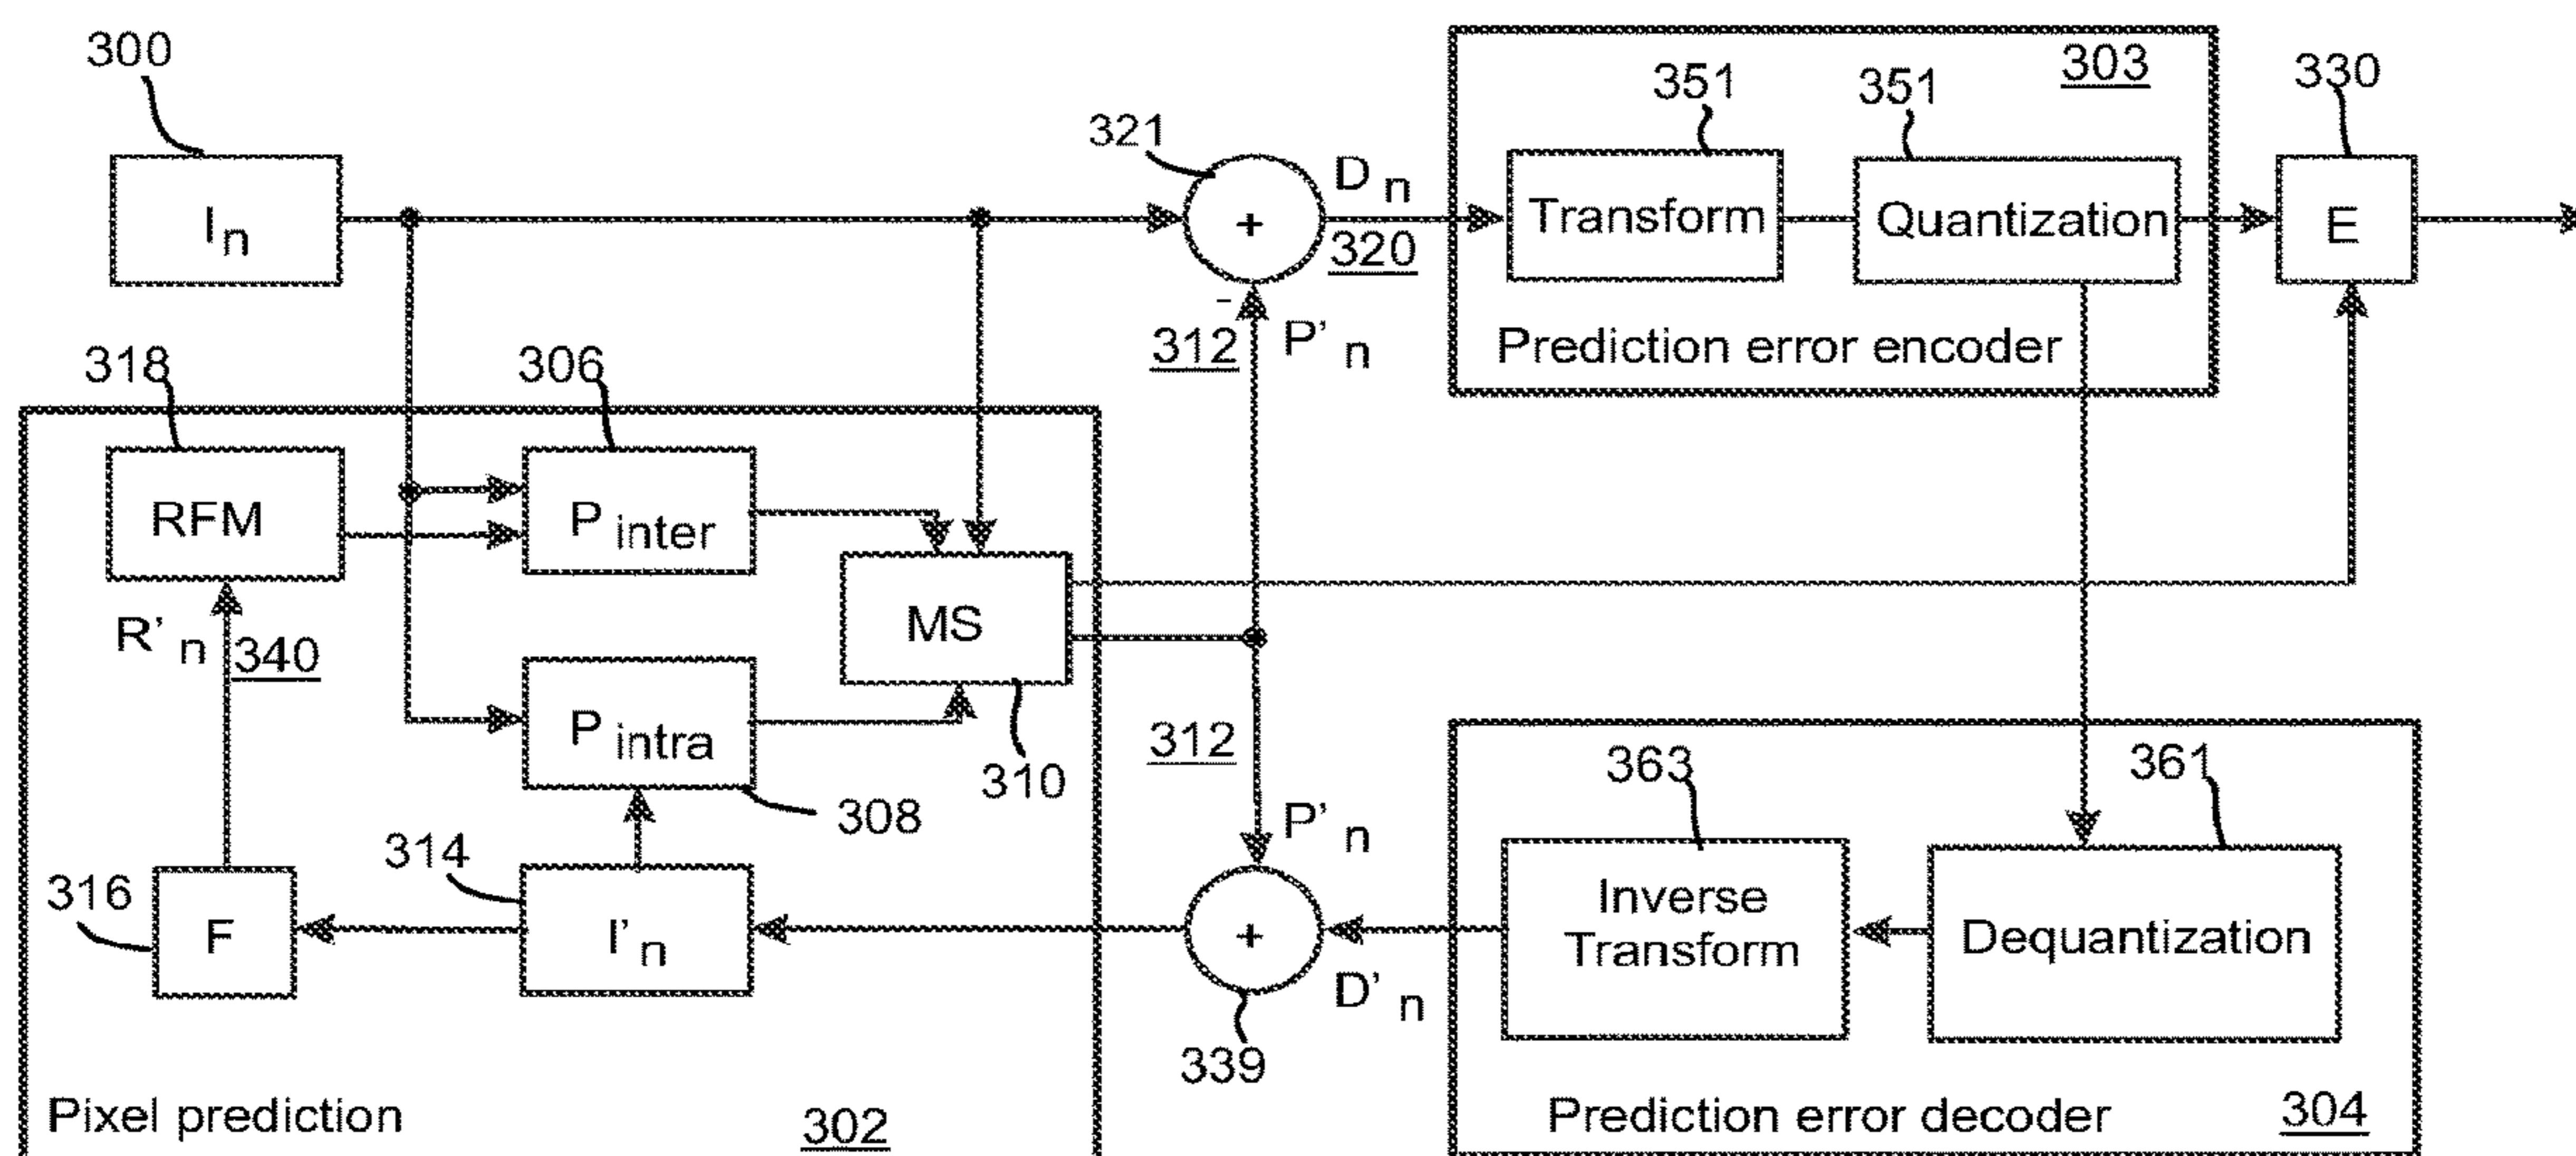 300
I n
321
+
-
D n
320
312
P' n
303
351
351
Transform
Quantization
Prediction error encoder
330
E
318
RFM
306
P inter
R' n
340
MS
310
P intra
308
314
I' n
316
F
Pixel prediction
302
312
P' n
+
D' n
339
363
361
Inverse
Transform
Dequantization
Prediction error decoder
304